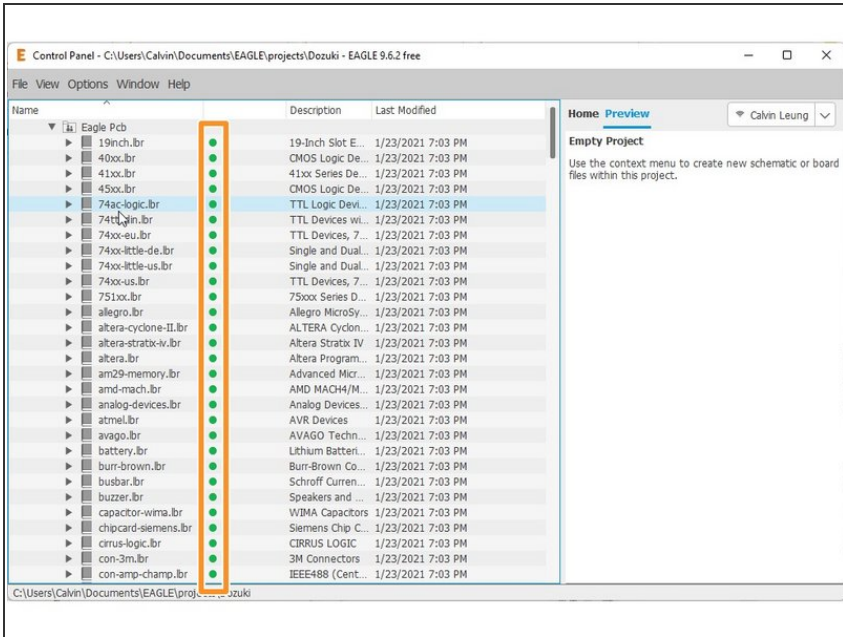 E Control Panel - C:\Users\Calvin\Documents\EAGLE\projects\Dozuki - EAGLE 9.6.2 free
File View Options Window Help
Name Description Last Modified
Eagle Pcb
19inch.lbr 19-Inch Slot E... 1/23/2021 7:03 PM
40xx.lbr CMOS Logic De... 1/23/2021 7:03 PM
41xx.lbr 41xx Series De... 1/23/2021 7:03 PM
45xx.lbr CMOS Logic De... 1/23/2021 7:03 PM
74ac-logic.lbr TTL Logic Devi... 1/23/2021 7:03 PM
TTL Devices wi... 1/23/2021 7:03 PM
74xx-eu.lbr TTL Devices, 7... 1/23/2021 7:03 PM
74xx-little-de.lbr Single and Dual... 1/23/2021 7:03 PM
74xx-little-us.lbr Single and Dual... 1/23/2021 7:03 PM
74xx-us.lbr TTL Devices, 7... 1/23/2021 7:03 PM
751xx.lbr 75xxx Series D... 1/23/2021 7:03 PM
allegro.lbr Allegro MicroSy... 1/23/2021 7:03 PM
altera-cyclone-II.lbr ALTERA Cyclon... 1/23/2021 7:03 PM
altera-stratix-iv.lbr Altera Stratix IV 1/23/2021 7:03 PM
altera.lbr Altera Program... 1/23/2021 7:03 PM
am29-memory.lbr Advanced Micr... 1/23/2021 7:03 PM
amd-mach.lbr AMD MACH4/M... 1/23/2021 7:03 PM
analog-devices.lbr Analog Devices... 1/23/2021 7:03 PM
atmel.lbr AVR Devices 1/23/2021 7:03 PM
avago.lbr AVAGO Techn... 1/23/2021 7:03 PM
battery.lbr Lithium Batteri... 1/23/2021 7:03 PM
burr-brown.lbr Burr-Brown Co... 1/23/2021 7:03 PM
busbar.lbr Schroff Curren... 1/23/2021 7:03 PM
buzzer.lbr Speakers and ... 1/23/2021 7:03 PM
capacitor-wima.lbr WIMA Capacitors 1/23/2021 7:03 PM
chipcard-siemens.lbr Siemens Chip C... 1/23/2021 7:03 PM
cirrus-logic.lbr CIRRUS LOGIC 1/23/2021 7:03 PM
con-3m.lbr 3M Connectors 1/23/2021 7:03 PM
con-amp-champ.lbr IEEE488 (Cent... 1/23/2021 7:03 PM
Home Preview Calvin Leung
Empty Project
Use the context menu to create new schematic or board
files within this project.
C:\Users\Calvin\Documents\EAGLE\projects\Dozuki